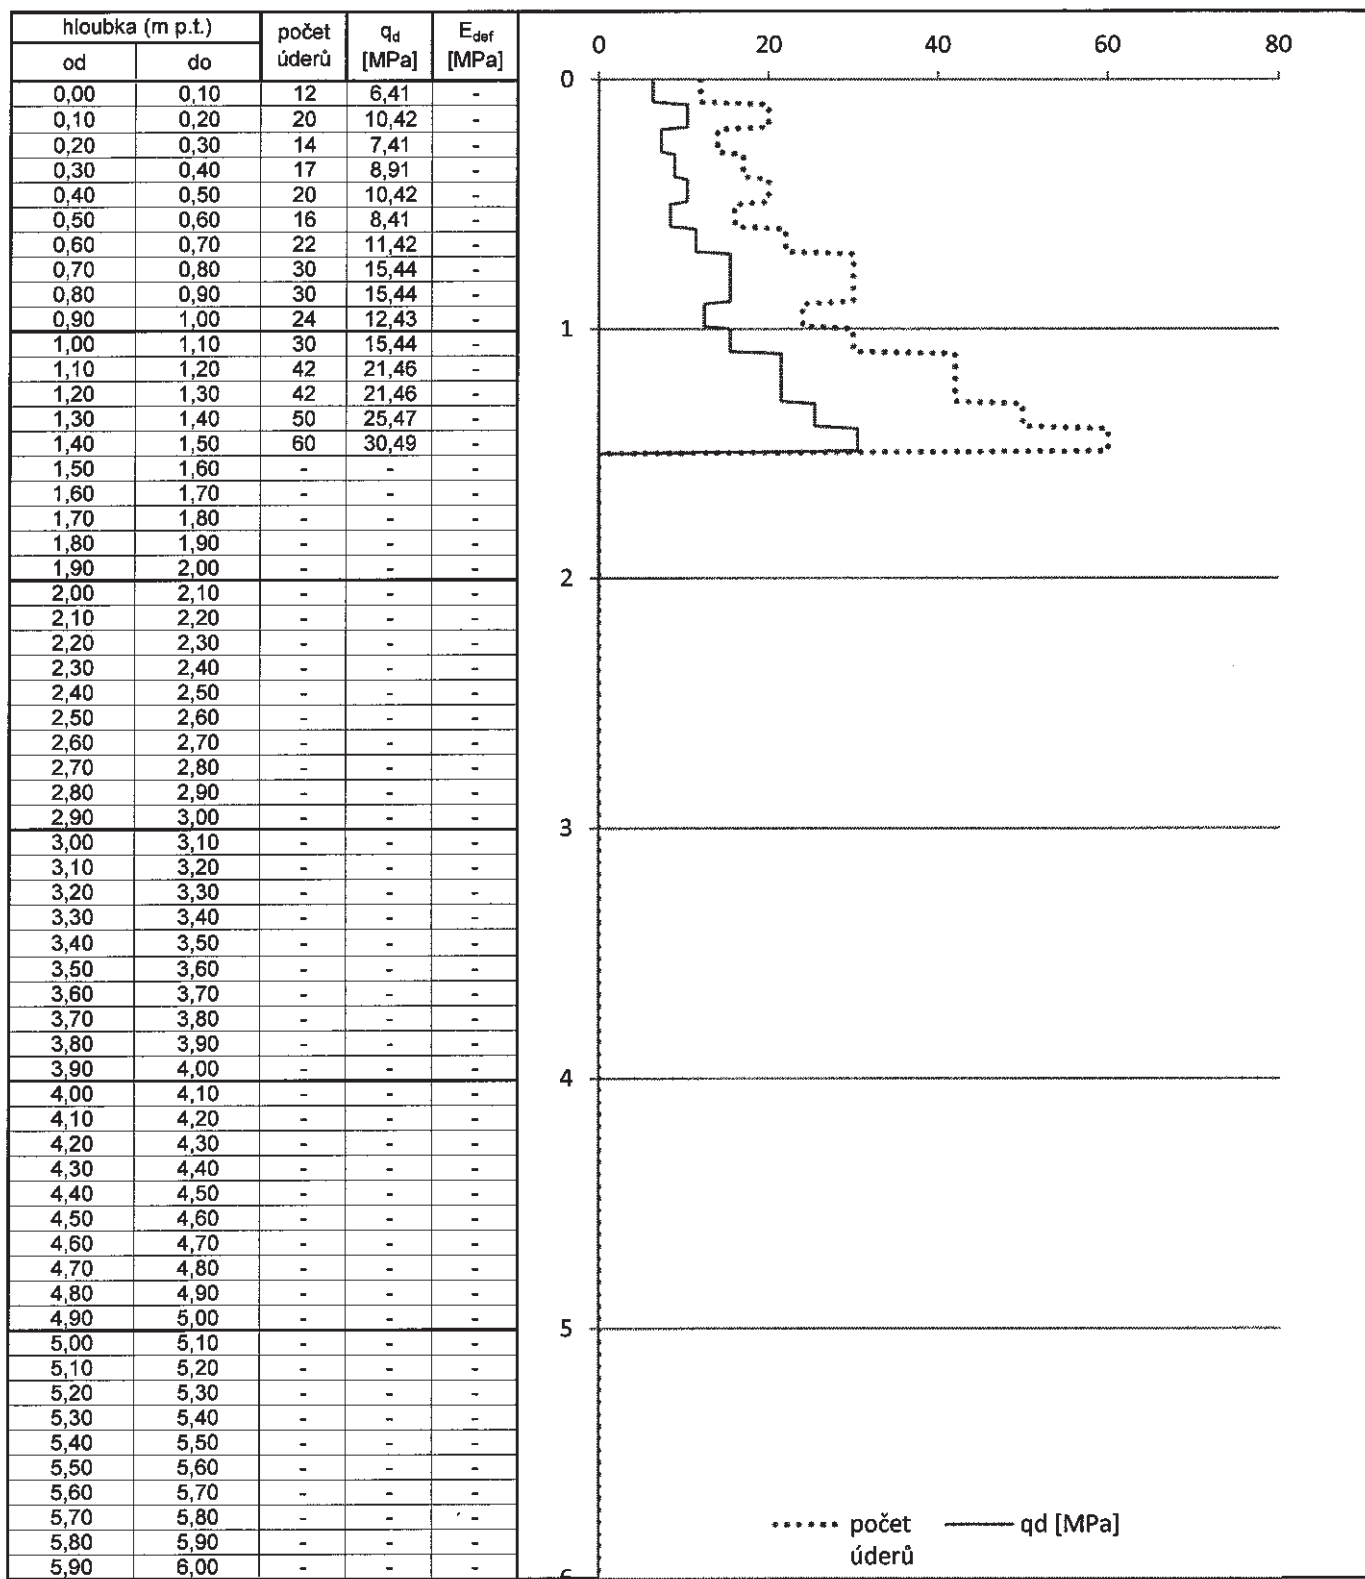 hloubka (m p.t.) počet úderů qd [MPa] Edef [MPa]
od do
0,00 0,10 12 6,41 -
0,10 0,20 20 10,42 -
0,20 0,30 14 7,41 -
0,30 0,40 17 8,91 -
0,40 0,50 20 10,42 -
0,50 0,60 16 8,41 -
0,60 0,70 22 11,42 -
0,70 0,80 30 15,44 -
0,80 0,90 30 15,44 -
0,90 1,00 24 12,43 -
1,00 1,10 30 15,44 -
1,10 1,20 42 21,46 -
1,20 1,30 42 21,46 -
1,30 1,40 50 25,47 -
1,40 1,50 60 30,49 -
1,50 1,60 - - -
1,60 1,70 - - -
1,70 1,80 - - -
1,80 1,90 - - -
1,90 2,00 - - -
2,00 2,10 - - -
2,10 2,20 - - -
2,20 2,30 - - -
2,30 2,40 - - -
2,40 2,50 - - -
2,50 2,60 - - -
2,60 2,70 - - -
2,70 2,80 - - -
2,80 2,90 - - -
2,90 3,00 - - -
3,00 3,10 - - -
3,10 3,20 - - -
3,20 3,30 - - -
3,30 3,40 - - -
3,40 3,50 - - -
3,50 3,60 - - -
3,60 3,70 - - -
3,70 3,80 - - -
3,80 3,90 - - -
3,90 4,00 - - -
4,00 4,10 - - -
4,10 4,20 - - -
4,20 4,30 - - -
4,30 4,40 - - -
4,40 4,50 - - -
4,50 4,60 - - -
4,60 4,70 - - -
4,70 4,80 - - -
4,80 4,90 - - -
4,90 5,00 - - -
5,00 5,10 - - -
5,10 5,20 - - -
5,20 5,30 - - -
5,30 5,40 - - -
5,40 5,50 - - -
5,50 5,60 - - -
5,60 5,70 - - -
5,70 5,80 - - -
5,80 5,90 - - -
5,90 6,00 - - -
0 20 40 60 80
0
1
2
3
4
5
6
počet
úderů
qd [MPa]